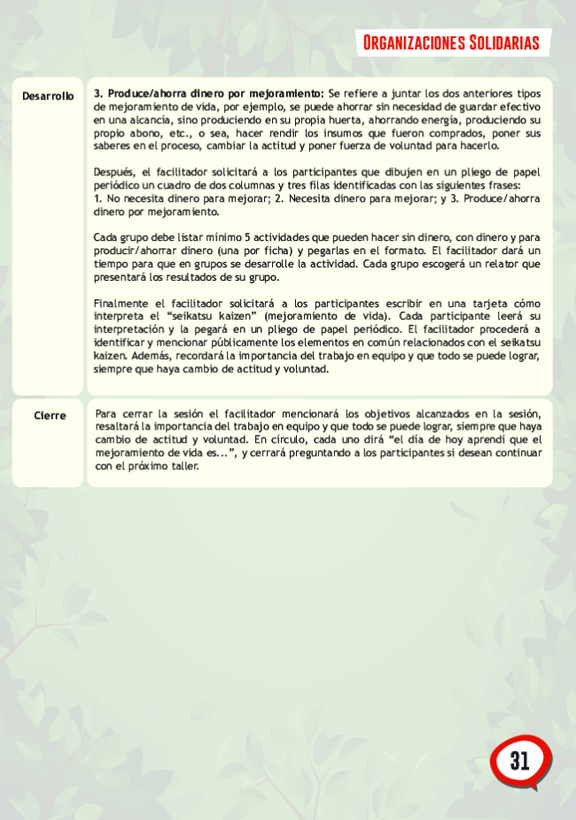 Organizaciones Solidarias
Desarrollo
3. Produce/ahorra dinero por mejoramiento: Se refiere a juntar los dos anteriores tipos
de mejoramiento de vida, por ejemplo, se puede ahorrar sin necesidad de guardar efectivo
en una alcancía, sino produciendo en su propia huerta, ahorrando energía, produciendo su
propio abono, etc., o sea, hacer rendir los insumos que fueron comprados, poner sus
saberes en el proceso, cambiar la actitud y poner fuerza de voluntad para hacerlo.
Después, el facilitador solicitará a los participantes que dibujen en un pliego de papel
periódico un cuadro de dos columnas y tres filas identificadas con las siguientes frases:
1. No necesita dinero para mejorar; 2. Necesita dinero para mejorar; y 3. Produce/ahorra
dinero por mejoramiento.
Cada grupo debe listar mínimo 5 actividades que pueden hacer sin dinero, con dinero y para
producir/ahorrar dinero (una por ficha) y pegarlas en el formato. El facilitador dará un
tiempo para que en grupos se desarrolle la actividad. Cada grupo escogerá un relator que
presentará los resultados de su grupo.
Finalmente el facilitador solicitará a los participantes escribir en una tarjeta cómo
interpreta el “seikatsu kaizen” (mejoramiento de vida). Cada participante leerá su
interpretación y la pegará en un pliego de papel periódico. El facilitador procederá a
identificar y mencionar públicamente los elementos en común relacionados con el seikatsu
kaizen. Además, recordará la importancia del trabajo en equipo y que todo se puede lograr,
siempre que haya cambio de actitud y voluntad.
Cierre
Para cerrar la sesión el facilitador mencionará los objetivos alcanzados en la sesión,
resaltará la importancia del trabajo en equipo y que todo se puede lograr, siempre que haya
cambio de actitud y voluntad. En círculo, cada uno dirá “el día de hoy aprendí que el
mejoramiento de vida es...”, y cerrará preguntando a los participantes si desean continuar
con el próximo taller.
31